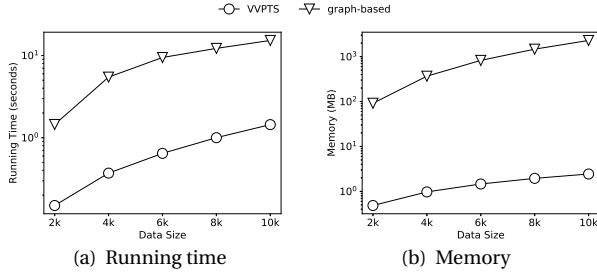 VVPTS graph-based
10¹
10⁰
Running Time (seconds)
2k 4k 6k 8k 10k
Data Size
(a) Running time
10³
10²
10¹
10⁰
Memory (MB)
2k 4k 6k 8k 10k
Data Size
(b) Memory